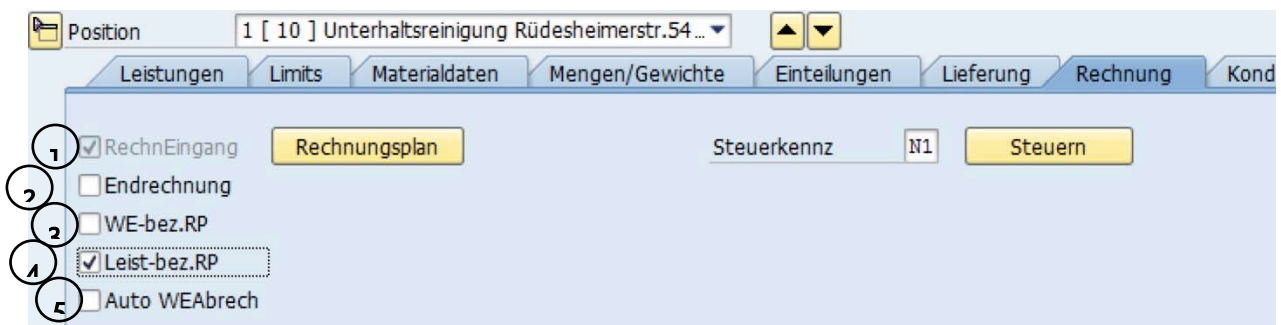 Position 1 [ 10 ] Unterhaltsreinigung Rüdesheimerstr.54...
Leistungen Limits Materialdaten Mengen/Gewichte Einteilungen Lieferung Rechnung Kond
1 RechnEingang Rechnungsplan Steuerkennz N1 Steuern
2 Endrechnung
3 WE-bez.RP
4 Leist-bez.RP
5 Auto WEAbrech